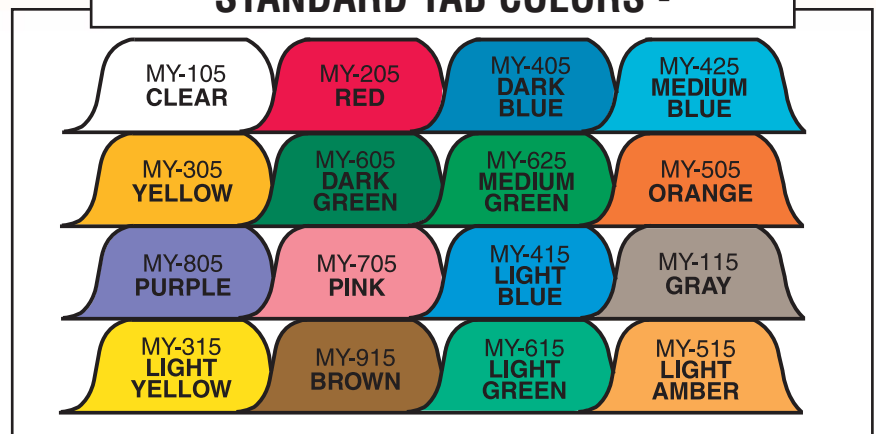 STANDARD TAB COLORS -
MY-105
CLEAR
MY-205
RED
MY-405
DARK
BLUE
MY-425
MEDIUM
BLUE
MY-305
YELLOW
MY-605
DARK
GREEN
MY-625
MEDIUM
GREEN
MY-505
ORANGE
MY-805
PURPLE
MY-705
PINK
MY-415
LIGHT
BLUE
MY-115
GRAY
MY-315
LIGHT
YELLOW
MY-915
BROWN
MY-615
LIGHT
GREEN
MY-515
LIGHT
AMBER